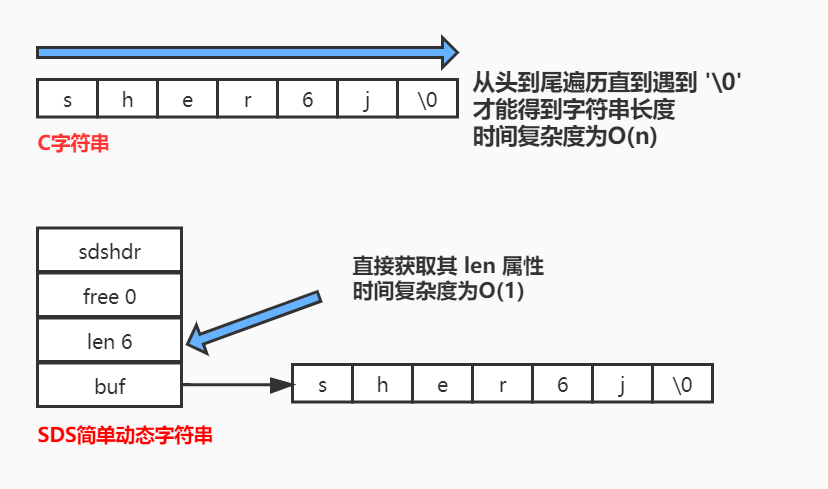 s h e r 6 j \0
从头到尾遍历直到遇到 '\0'
才能得到字符串长度
时间复杂度为O(n)
C字符串
sdshdr
free 0
len 6
buf
直接获取其 len 属性
时间复杂度为O(1)
s h e r 6 j \0
SDS简单动态字符串